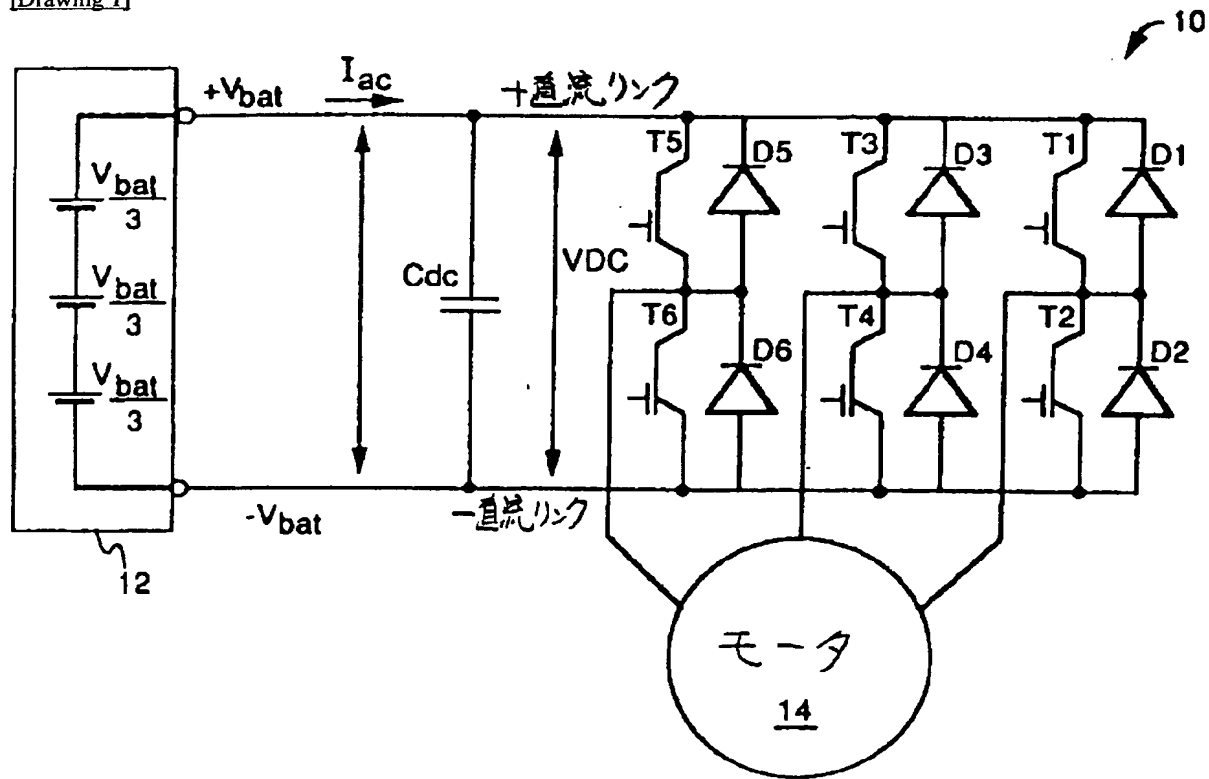 [Drawing 1]
10
+Vbat
Iac
+直流リンク
T5
D5
T3
D3
T1
D1
Vbat
3
Vbat
3
Vbat
3
Cdc
VDC
T6
D6
T4
D4
T2
D2
-Vbat
-直流リンク
12
モータ
14